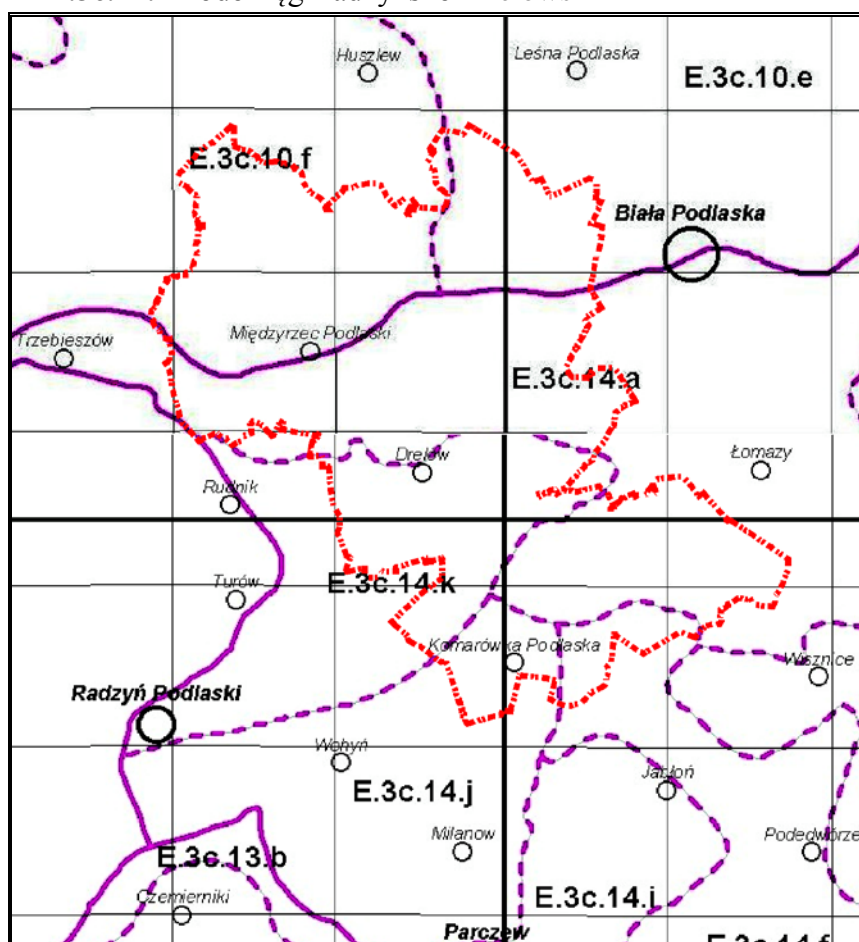 Huszlew
Leśna Podlaska
E.3c.10.e
E.3c.10.f
Biała Podlaska
Trzebieszów
Międzyrzec Podlaski
E.3c.14.a
Drelów
Łomazy
Rudnik
Turów
E.3c.14.k
Komarówka Podlaska
Wisznice
Radzyń Podlaski
Wohyń
Jabłoń
E.3c.14.j
Milanow
Podedwórze
E.3c.13.b
Czemierniki
E.3c.14.i
Parczew